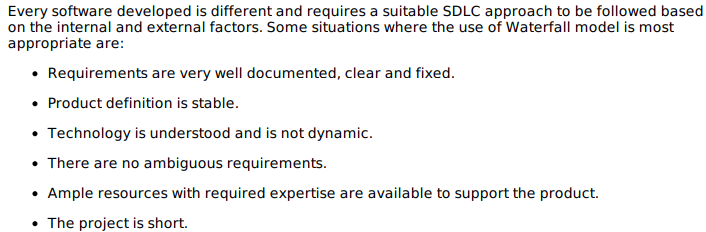 Every software developed is different and requires a suitable SDLC approach to be followed based
on the internal and external factors. Some situations where the use of Waterfall model is most
appropriate are:
• Requirements are very well documented, clear and fixed.
• Product definition is stable.
• Technology is understood and is not dynamic.
• There are no ambiguous requirements.
• Ample resources with required expertise are available to support the product.
• The project is short.